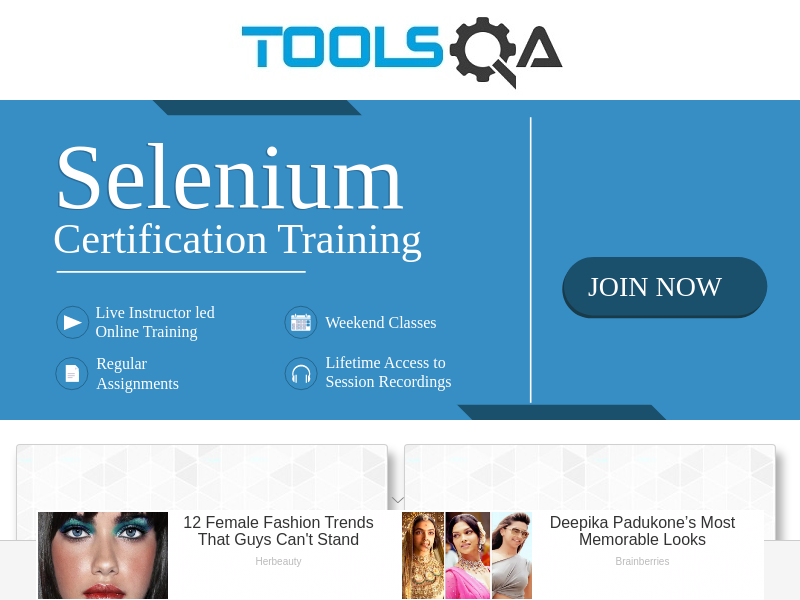 TOOLSQA
Selenium
Certification Training
JOIN NOW
Live Instructor led
Online Training
Weekend Classes
Regular
Assignments
Lifetime Access to
Session Recordings
12 Female Fashion Trends
That Guys Can't Stand
Herbeauty
Deepika Padukone’s Most
Memorable Looks
Brainberries